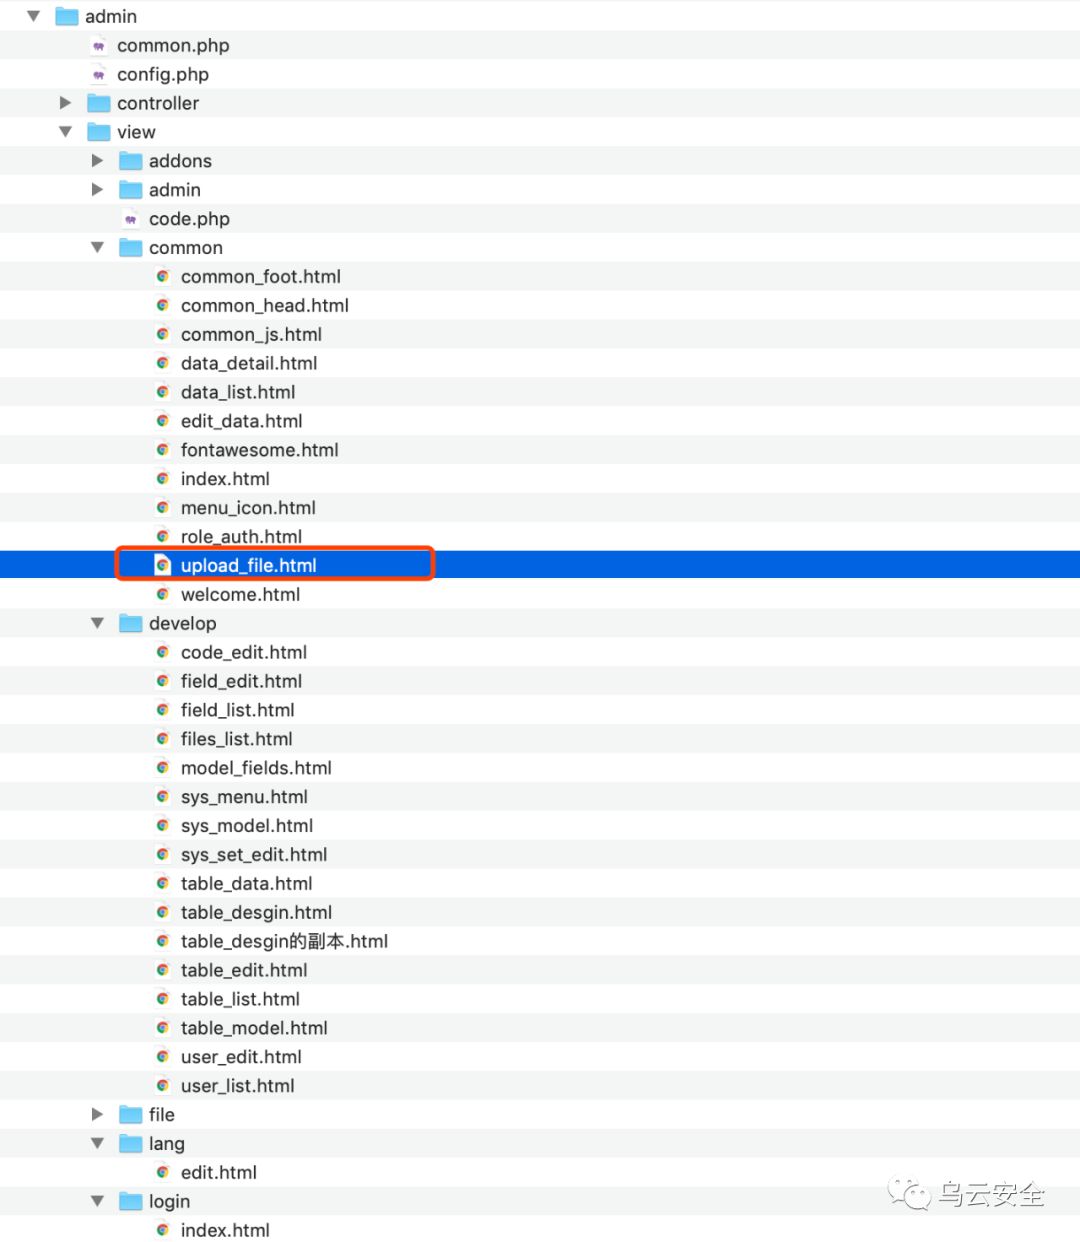 admin
common.php
config.php
controller
view
addons
admin
code.php
common
common_foot.html
common_head.html
common_js.html
data_detail.html
data_list.html
edit_data.html
fontawesome.html
index.html
menu_icon.html
role_auth.html
upload_file.html
welcome.html
develop
code_edit.html
field_edit.html
field_list.html
files_list.html
model_fields.html
sys_menu.html
sys_model.html
sys_set_edit.html
table_data.html
table_desgin.html
table_desgin的副本.html
table_edit.html
table_list.html
table_model.html
user_edit.html
user_list.html
file
lang
edit.html
乌云安全
login
index.html